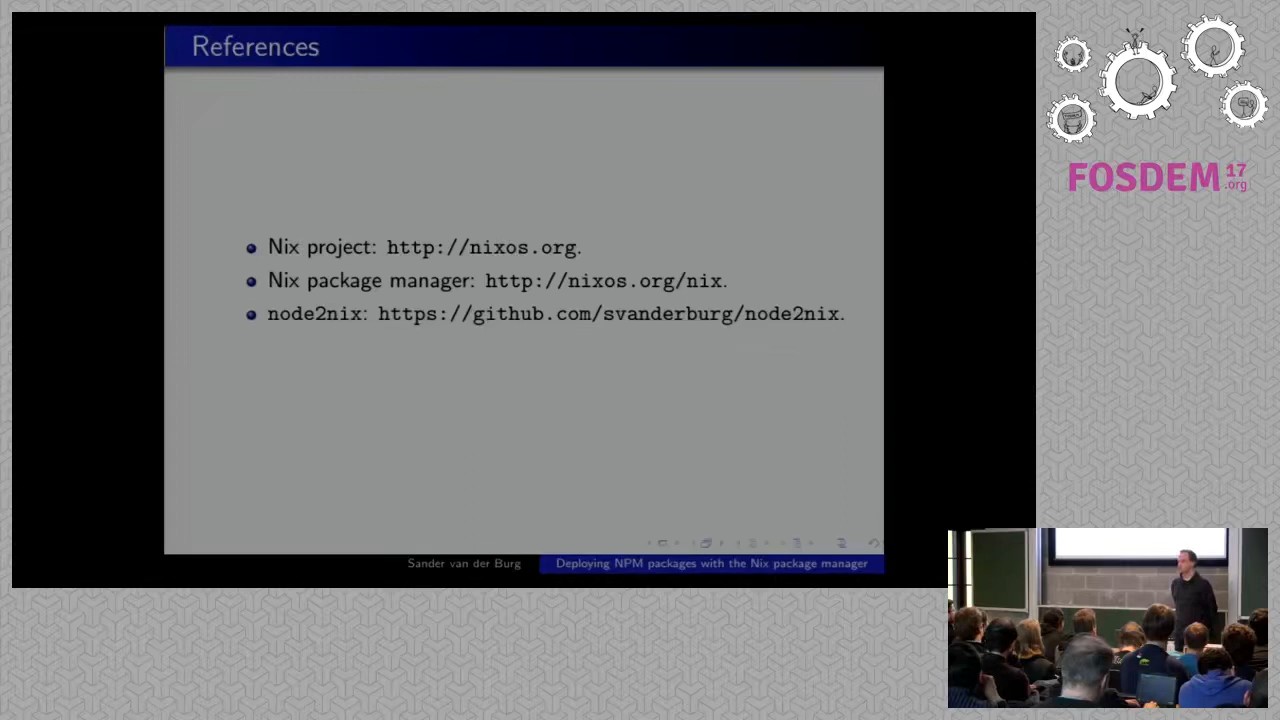 References
Nix project: http://nixos.org.
Nix package manager: http://nixos.org/nix.
node2nix: https://github.com/svanderburg/node2nix.
Sander van der Burg
Deploying NPM packages with the Nix package manager
FOSDEM 17
.org